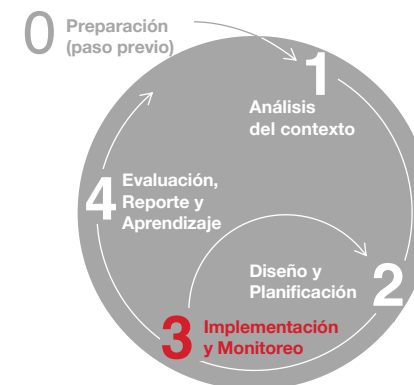 0 Preparación
(paso previo)
1
Análisis
del contexto
2
Diseño y
Planificación
3 Implementación
y Monitoreo
4 Evaluación,
Reporte y
Aprendizaje